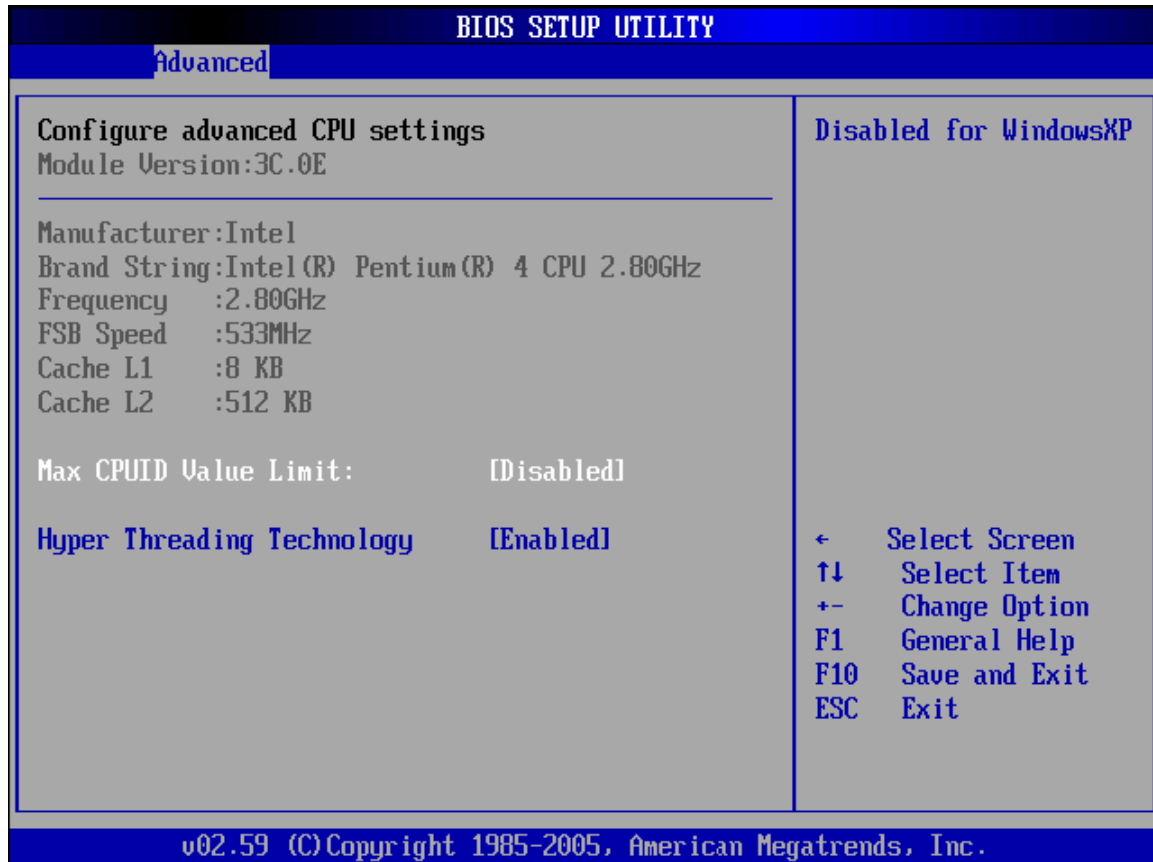 BIOS SETUP UTILITY
Advanced
Configure advanced CPU settings
Module Version:3C.0E
Manufacturer:Intel
Brand String:Intel(R) Pentium(R) 4 CPU 2.80GHz
Frequency :2.80GHz
FSB Speed :533MHz
Cache L1 :8 KB
Cache L2 :512 KB
Max CPUID Value Limit: [Disabled]
Hyper Threading Technology [Enabled]
Disabled for WindowsXP
← Select Screen
↑↓ Select Item
+- Change Option
F1 General Help
F10 Save and Exit
ESC Exit
v02.59 (C)Copyright 1985-2005, American Megatrends, Inc.